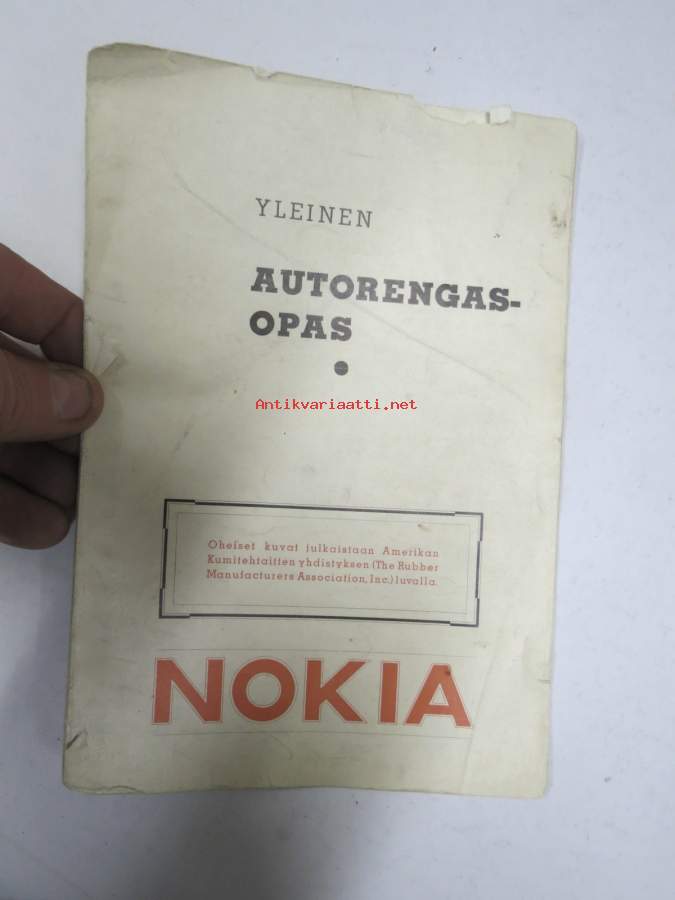 YLEINEN
AUTORENGAS-
OPAS
Antikvariaatti.net
Oheiset kuvat julkaistaan Amerikan
Kumitehtaitten yhdistyksen (The Rubber
Manufacturers Association, Inc.) luvalla.
NOKIA